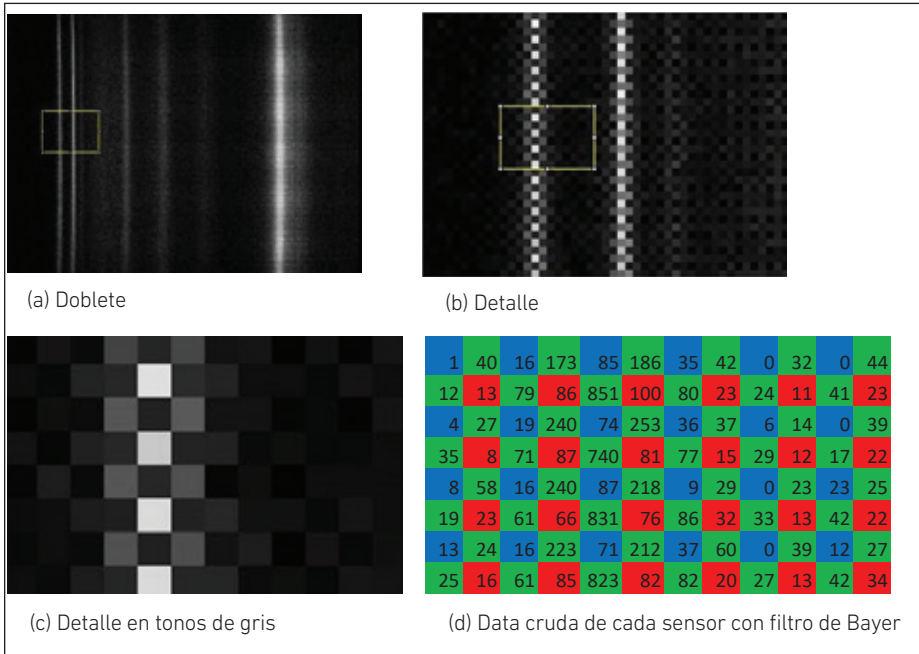 (a) Doblete
(b) Detalle
1 40 16 173 85 186 35 42 0 32 0 44
12 13 79 86 851 100 80 23 24 11 41 23
4 27 19 240 74 253 36 37 6 14 0 39
35 8 71 87 740 81 77 15 29 12 17 22
8 58 16 240 87 218 9 29 0 23 23 25
19 23 61 66 831 76 86 32 33 13 42 22
13 24 16 223 71 212 37 60 0 39 12 27
25 16 61 85 823 82 82 20 27 13 42 34
(c) Detalle en tonos de gris
(d) Data cruda de cada sensor con filtro de Bayer